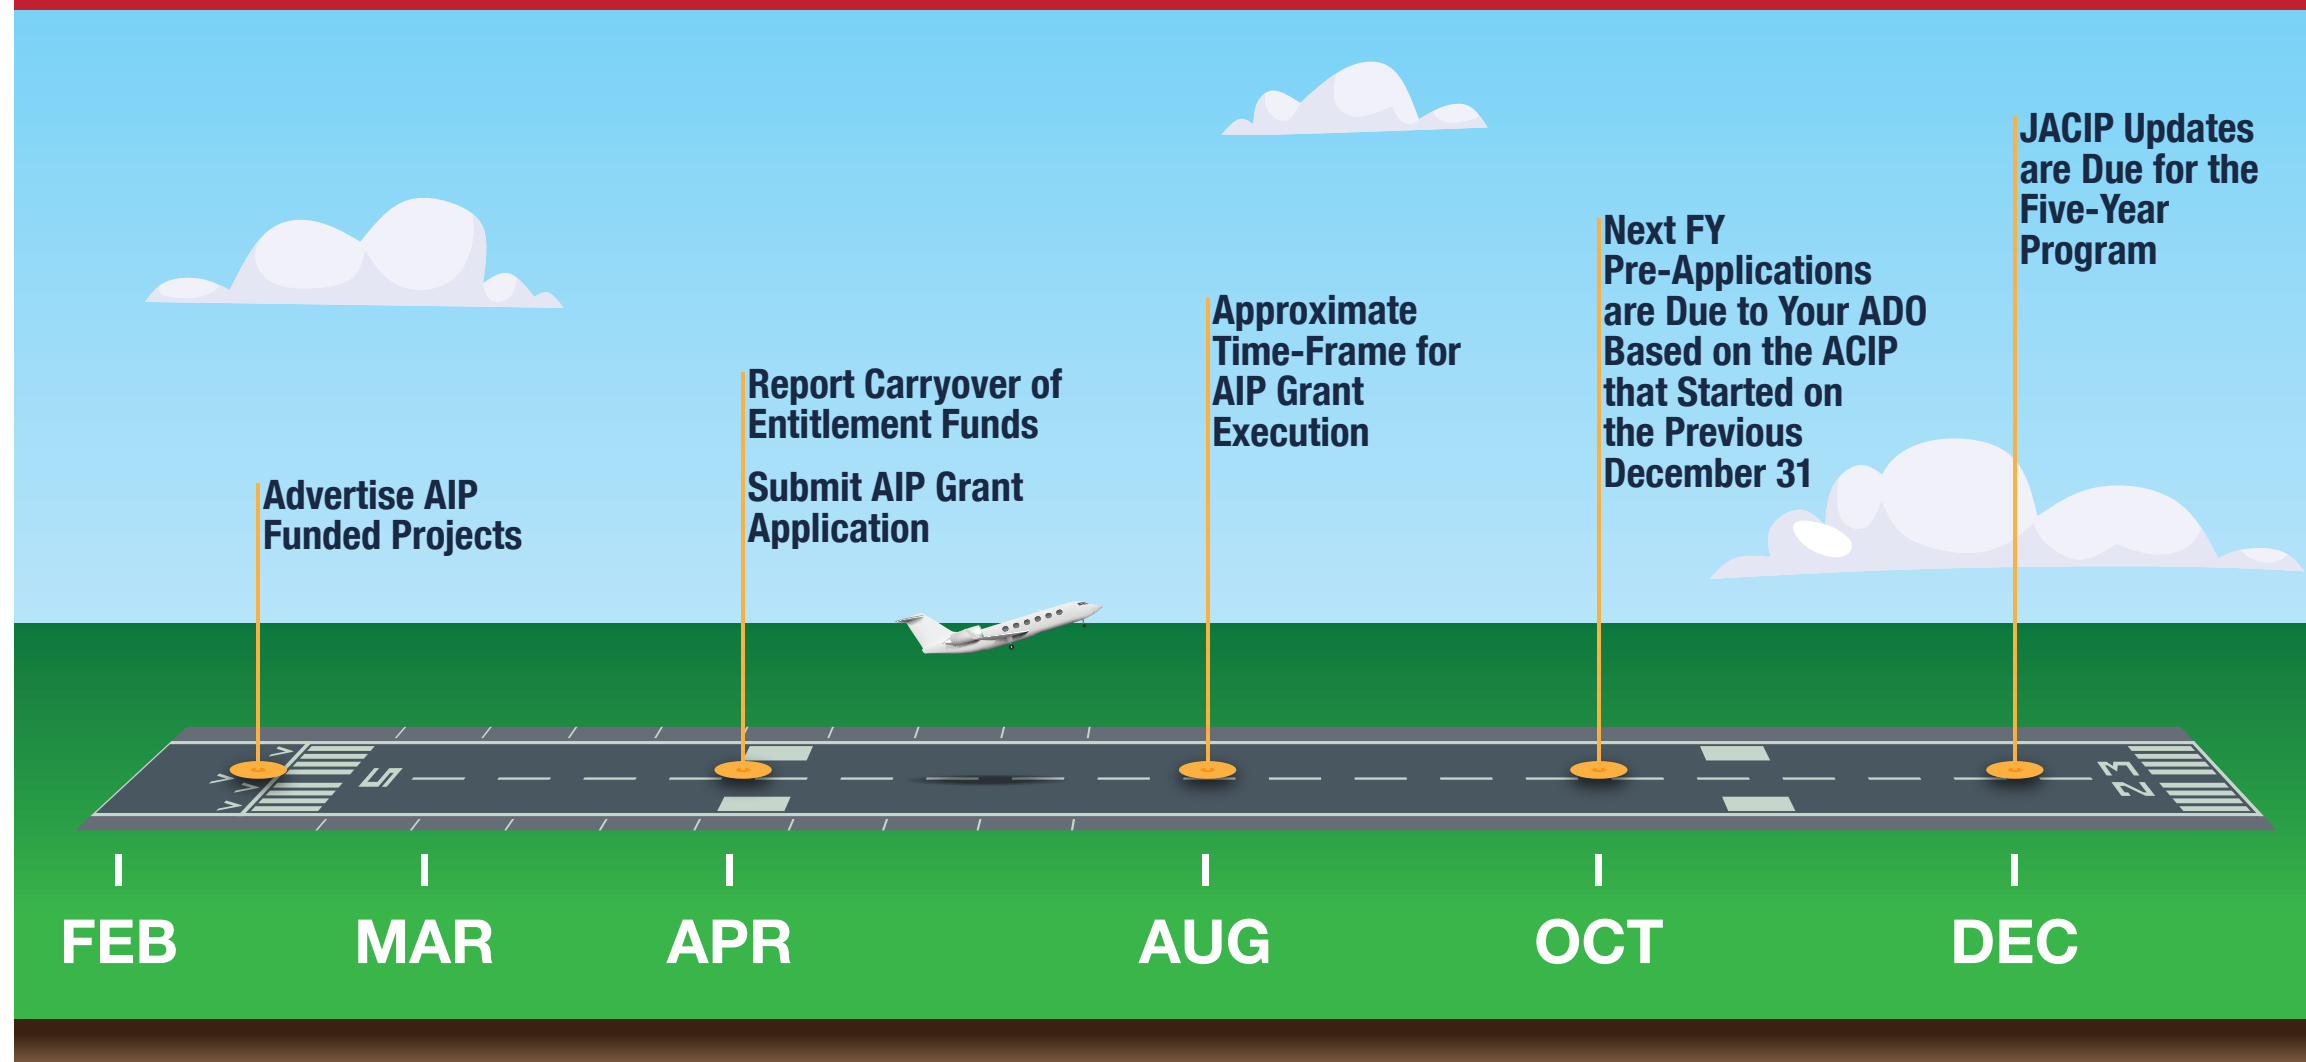 JACIP Updates
are Due for the
Five-Year
Program
Next FY
Pre-Applications
are Due to Your ADO
Based on the ACIP
that Started on
the Previous
December 31
Approximate
Time-Frame for
AIP Grant
Execution
Report Carryover of
Entitlement Funds
Submit AIP Grant
Application
Advertise AIP
Funded Projects
5
23
FEB
MAR
APR
AUG
OCT
DEC